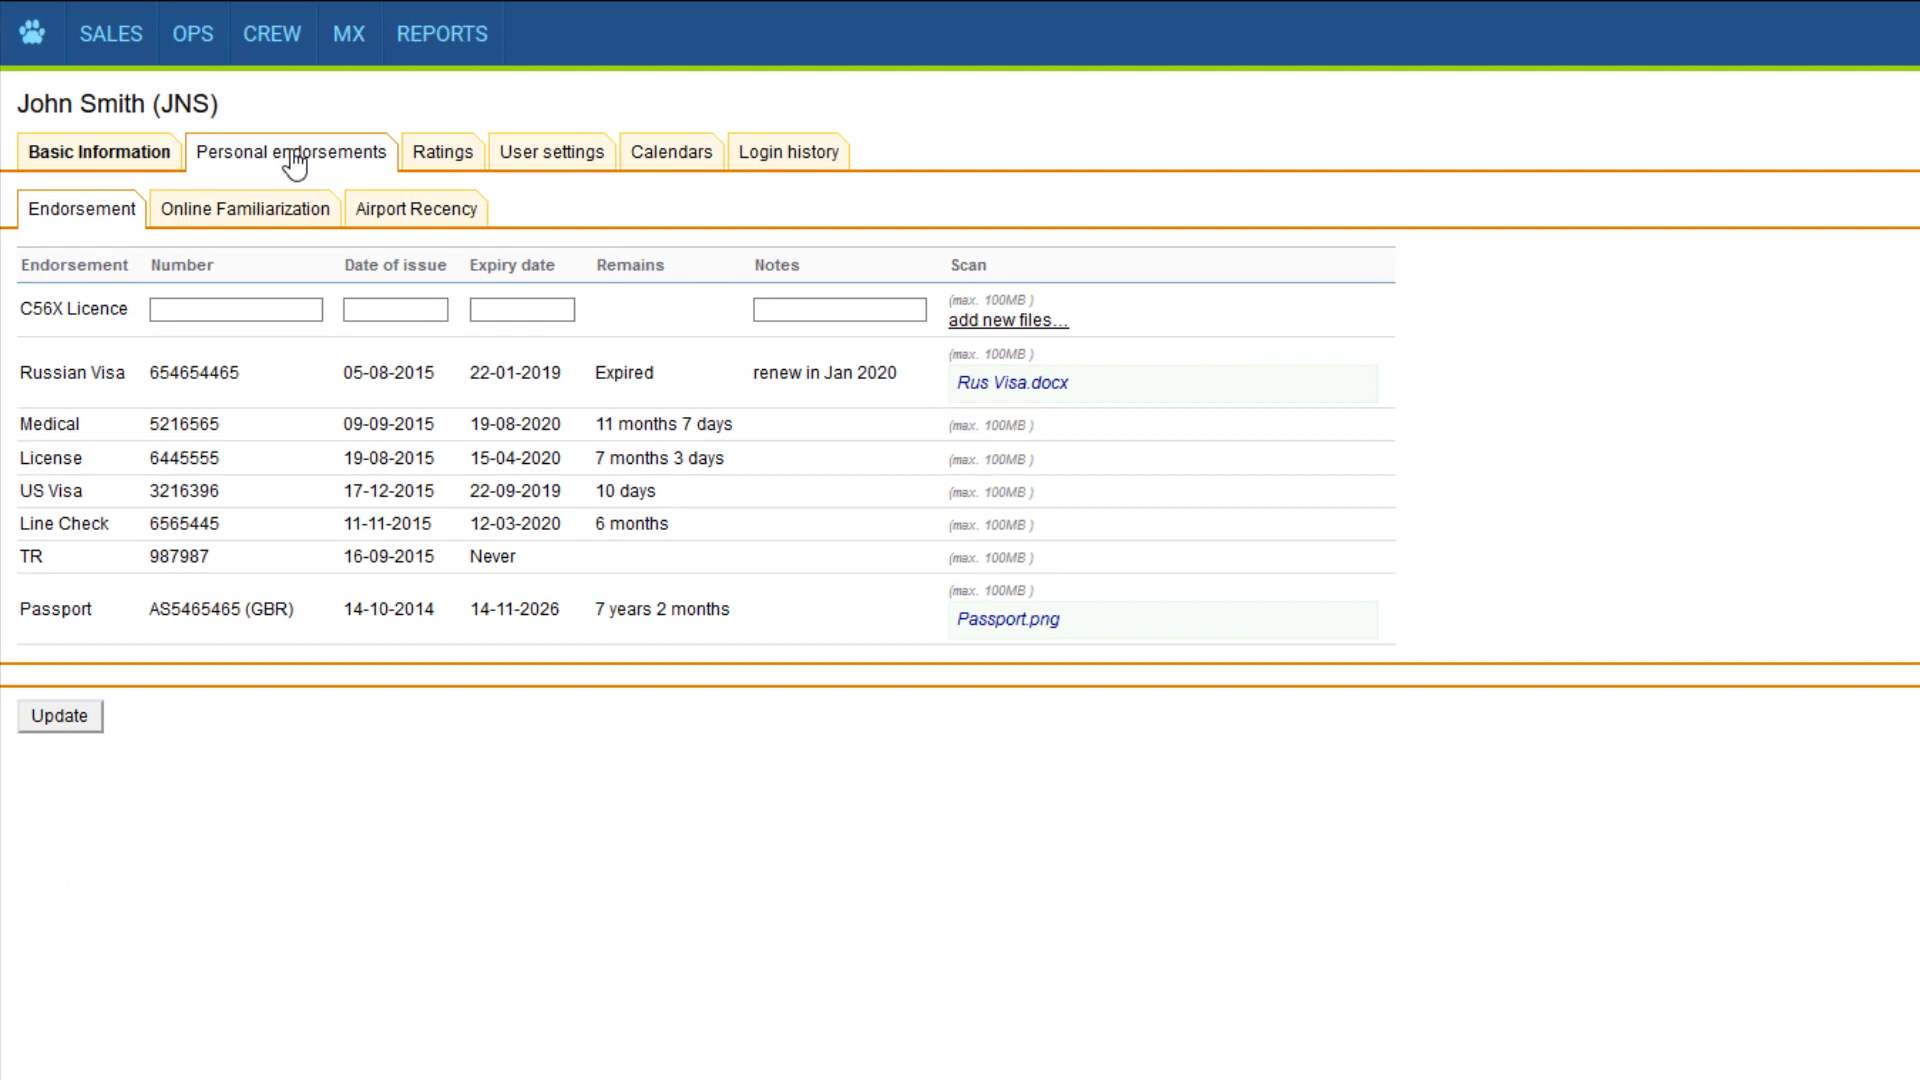 SALES OPS CREW MX REPORTS
John Smith (JNS)
Basic Information Personal endorsements Ratings User settings Calendars Login history
Endorsement Online Familiarization Airport Recency
Endorsement Number Date of issue Expiry date Remains Notes Scan
C56X Licence (max. 100MB )
add new files...
Russian Visa 654654465 05-08-2015 22-01-2019 Expired renew in Jan 2020 (max. 100MB )
Rus Visa.docx
Medical 5216565 09-09-2015 19-08-2020 11 months 7 days (max. 100MB )
License 6445555 19-08-2015 15-04-2020 7 months 3 days (max. 100MB )
US Visa 3216396 17-12-2015 22-09-2019 10 days (max. 100MB )
Line Check 6565445 11-11-2015 12-03-2020 6 months (max. 100MB )
TR 987987 16-09-2015 Never (max. 100MB )
Passport AS5465465 (GBR) 14-10-2014 14-11-2026 7 years 2 months (max. 100MB )
Passport.png
Update